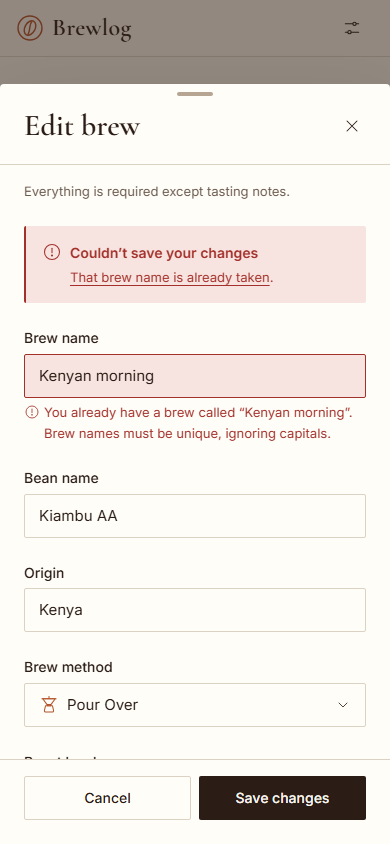 Brewlog
Edit brew
Everything is required except tasting notes.
Couldn’t save your changes
That brew name is already taken.
Brew name
Kenyan morning
You already have a brew called “Kenyan morning”.
Brew names must be unique, ignoring capitals.
Bean name
Kiambu AA
Origin
Kenya
Brew method
Pour Over
Cancel
Save changes